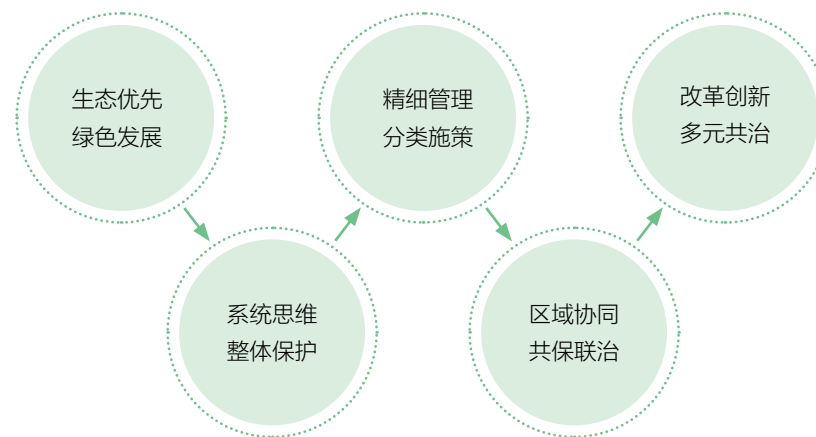 生态优先
绿色发展
系统思维
整体保护
精细管理
分类施策
区域协同
共保联治
改革创新
多元共治